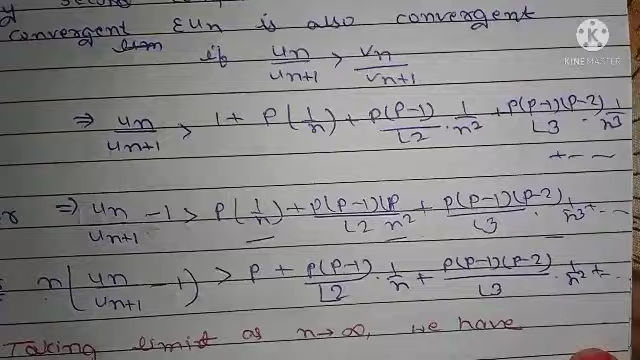 second
convergent Σun is also convergent
lim if un/un+1 > vn/vn+1
KINEMASTER
⇒ un/un+1 > 1 + P(1/n) + P(P-1)/L2 · 1/n² + P(P-1)(P-2)/L3 · 1/n³
+ - ~
⇒ un/un+1 - 1 > P(1/n) + P(P-1)(P/L2 n² + P(P-1)(P-2)/L3 · 1/n³ + - -
n(un/un+1 - 1) > P + P(P-1)/L2 · 1/n + P(P-1)(P-2)/L3 · 1/n² + - ..
Taking limit as n→∞, we have